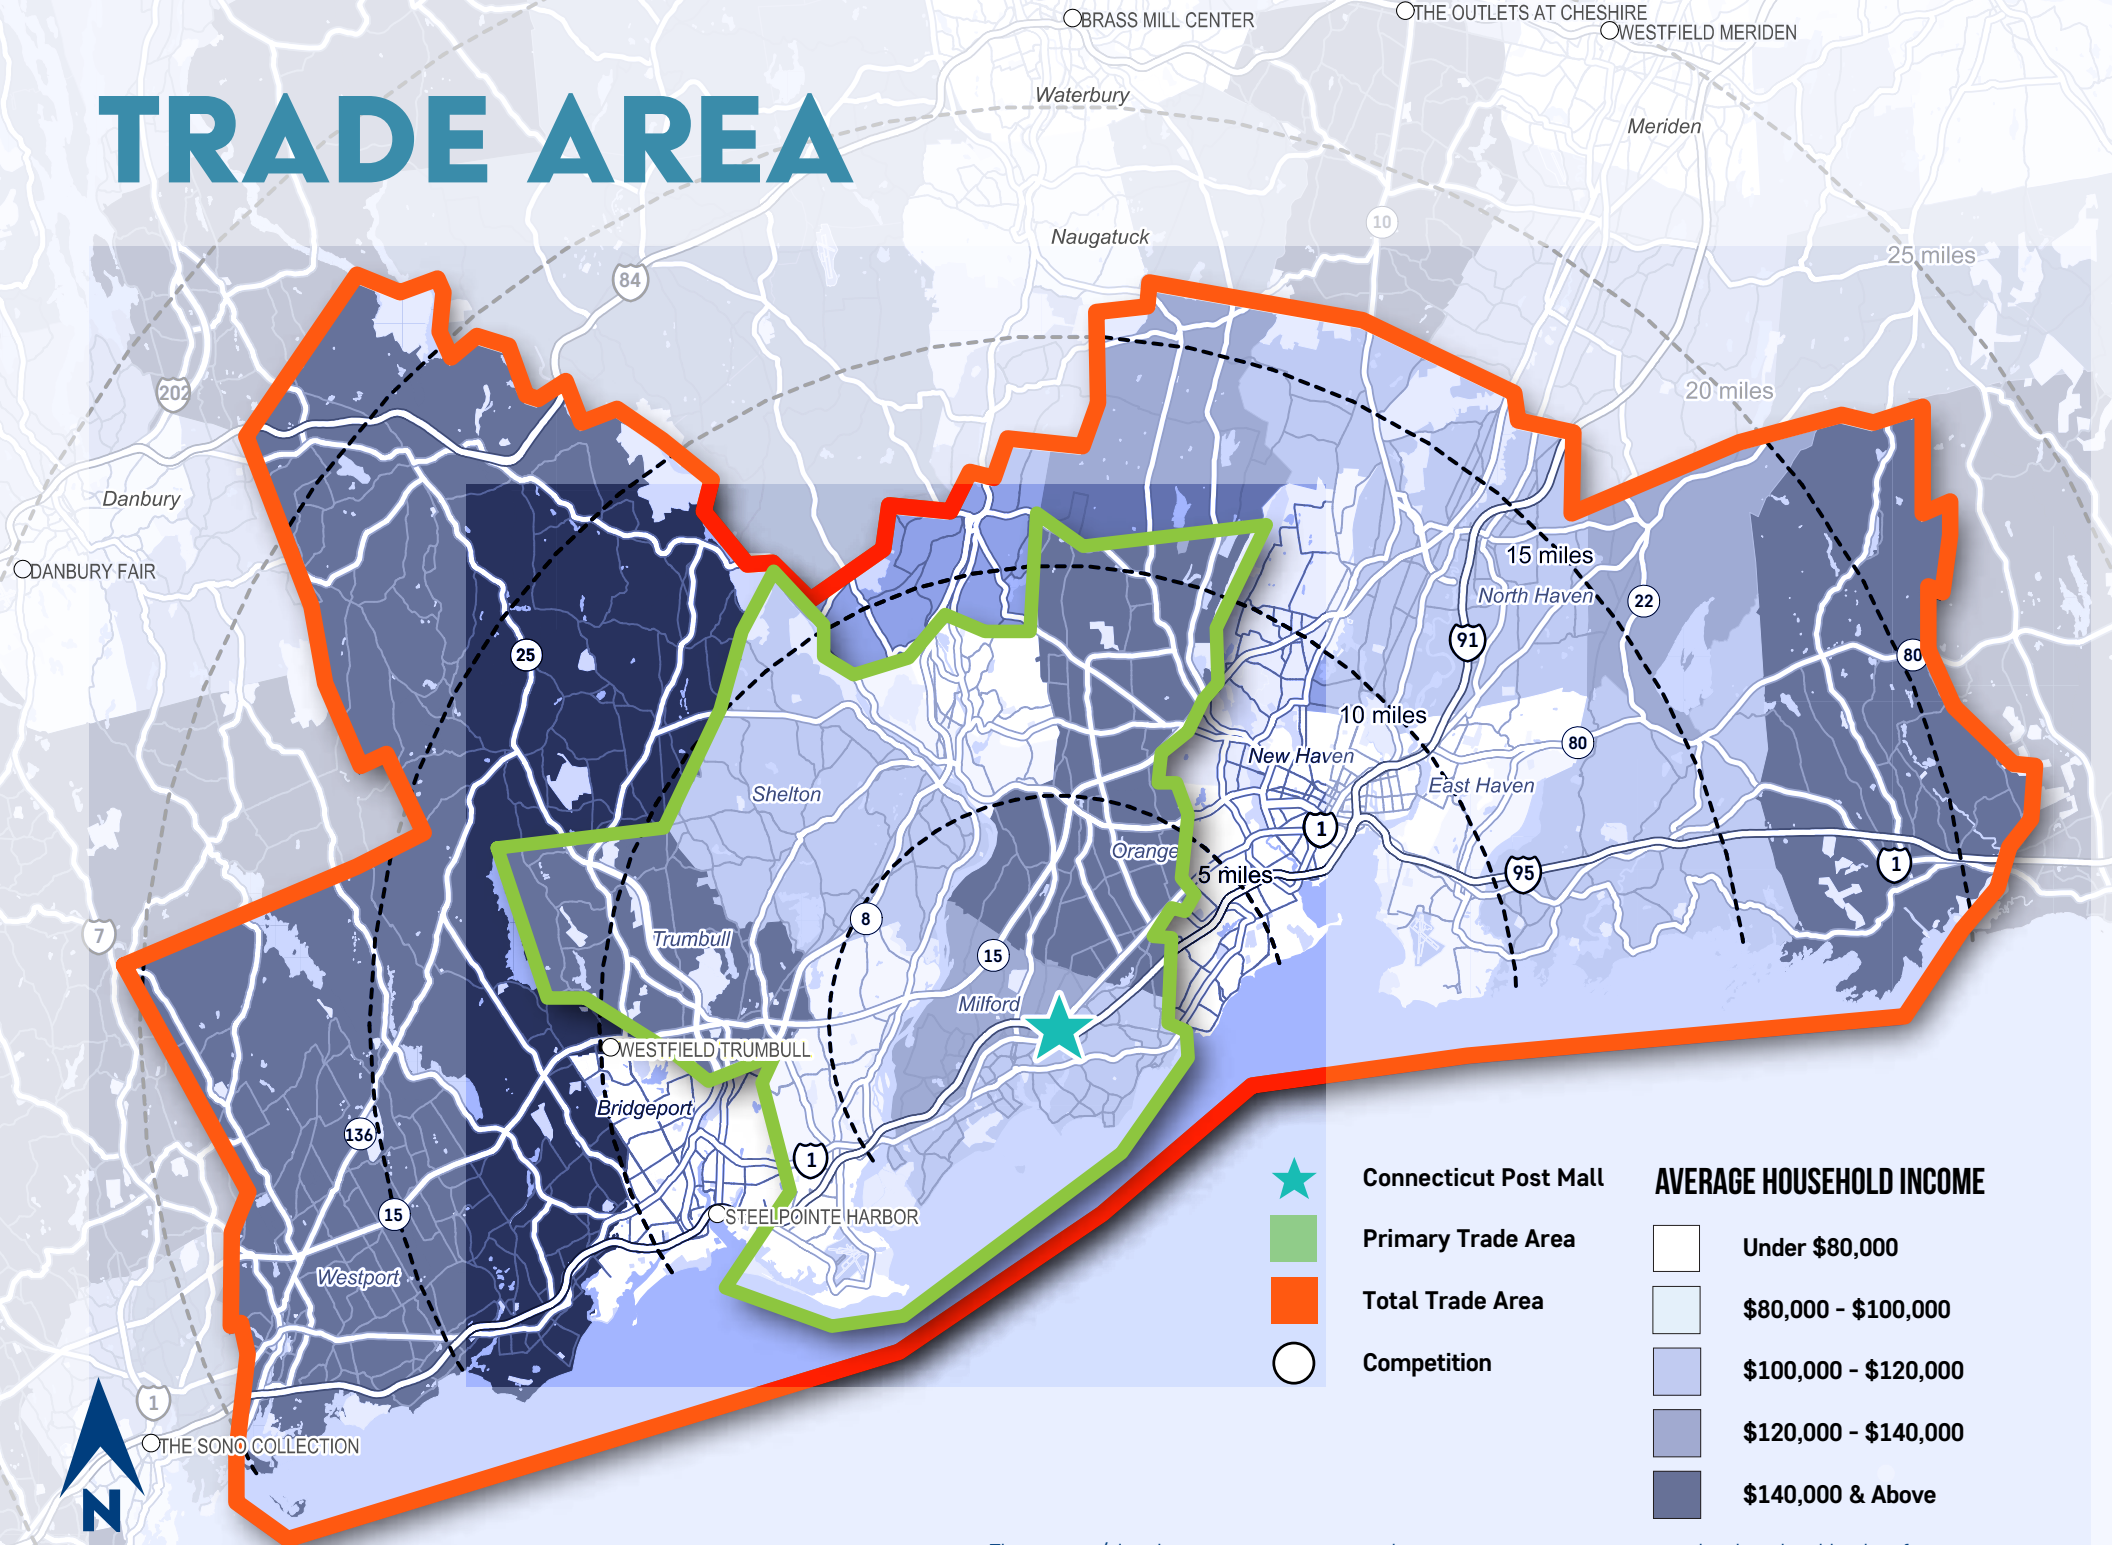 BRASS MILL CENTER
THE OUTLETS AT CHESHIRE
WESTFIELD MERIDEN
TRADE AREA
Waterbury
Meriden
Naugatuck
10
25 miles
84
202
20 miles
Danbury
DANBURY FAIR
15 miles
North Haven
22
25
91
80
10 miles
80
New Haven
East Haven
Shelton
1
Orange
5 miles
95
1
8
7
Trumbull
15
Milford
WESTFIELD TRUMBULL
Bridgeport
136
1
15
STEELPOINTE HARBOR
Westport
1
THE SONO COLLECTION
N
Connecticut Post Mall
Primary Trade Area
Total Trade Area
Competition
AVERAGE HOUSEHOLD INCOME
Under $80,000
$80,000 - $100,000
$100,000 - $120,000
$120,000 - $140,000
$140,000 & Above